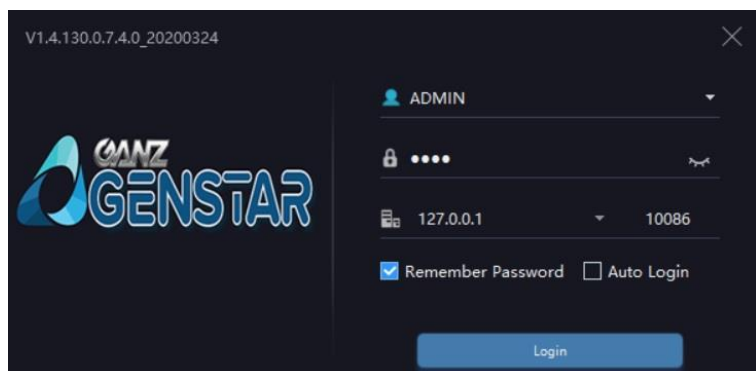 V1.4.130.0.7.4.0_20200324
GANZ
GENSTAR
ADMIN
127.0.0.1 10086
Remember Password Auto Login
Login